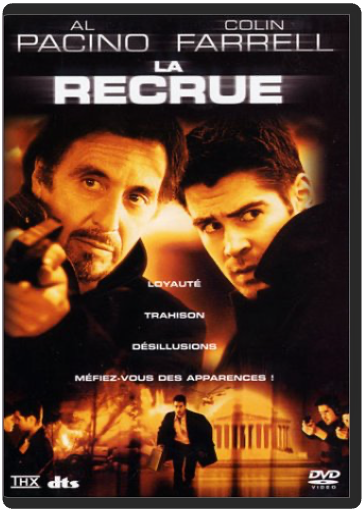 AL COLIN
PACINO FARRELL
LA
RECRUE
LOYAUTÉ
TRAHISON
DÉSILLUSIONS
MÉFIEZ-VOUS DES APPARENCES !
THX dts DVD
VIDEO